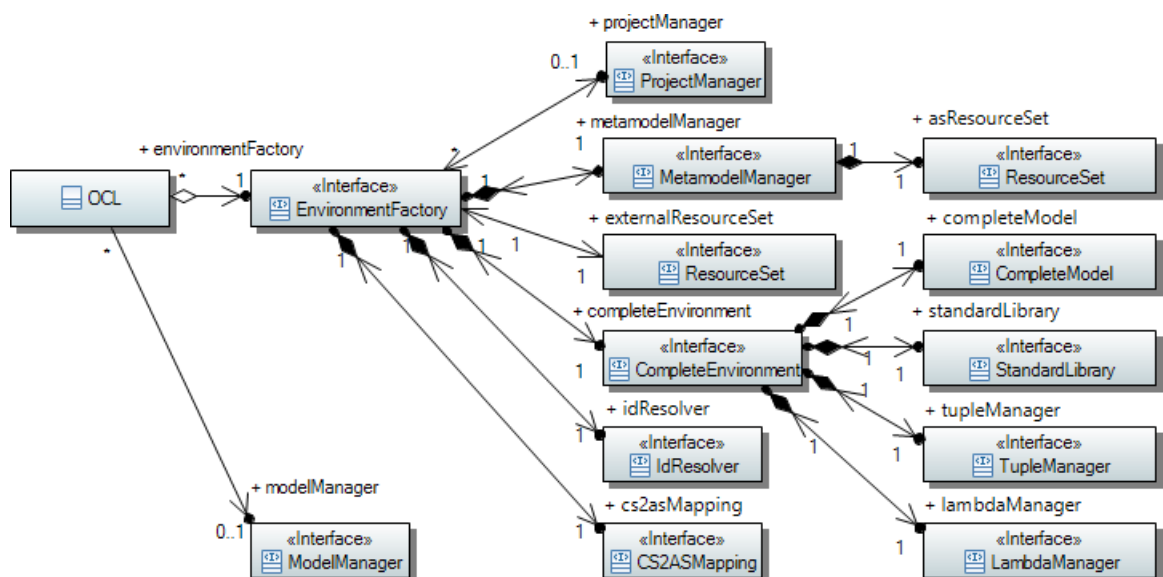 + projectManager
0..1
«Interface»
ProjectManager
*
+ environmentFactory
*
1
OCL
*
«Interface»
EnvironmentFactory
+ metamodelManager
1
1
«Interface»
MetamodelManager
1
+ asResourceSet
1
«Interface»
ResourceSet
+ externalResourceSet
1
1
«Interface»
ResourceSet
+ completeModel
1
1
«Interface»
CompleteModel
+ completeEnvironment
1
1
«Interface»
CompleteEnvironment
+ standardLibrary
1
1
«Interface»
StandardLibrary
+ idResolver
1
1
«Interface»
IdResolver
+ tupleManager
1
1
«Interface»
TupleManager
+ modelManager
0..1
«Interface»
ModelManager
+ cs2asMapping
1
1
«Interface»
CS2ASMapping
+ lambdaManager
1
1
«Interface»
LambdaManager